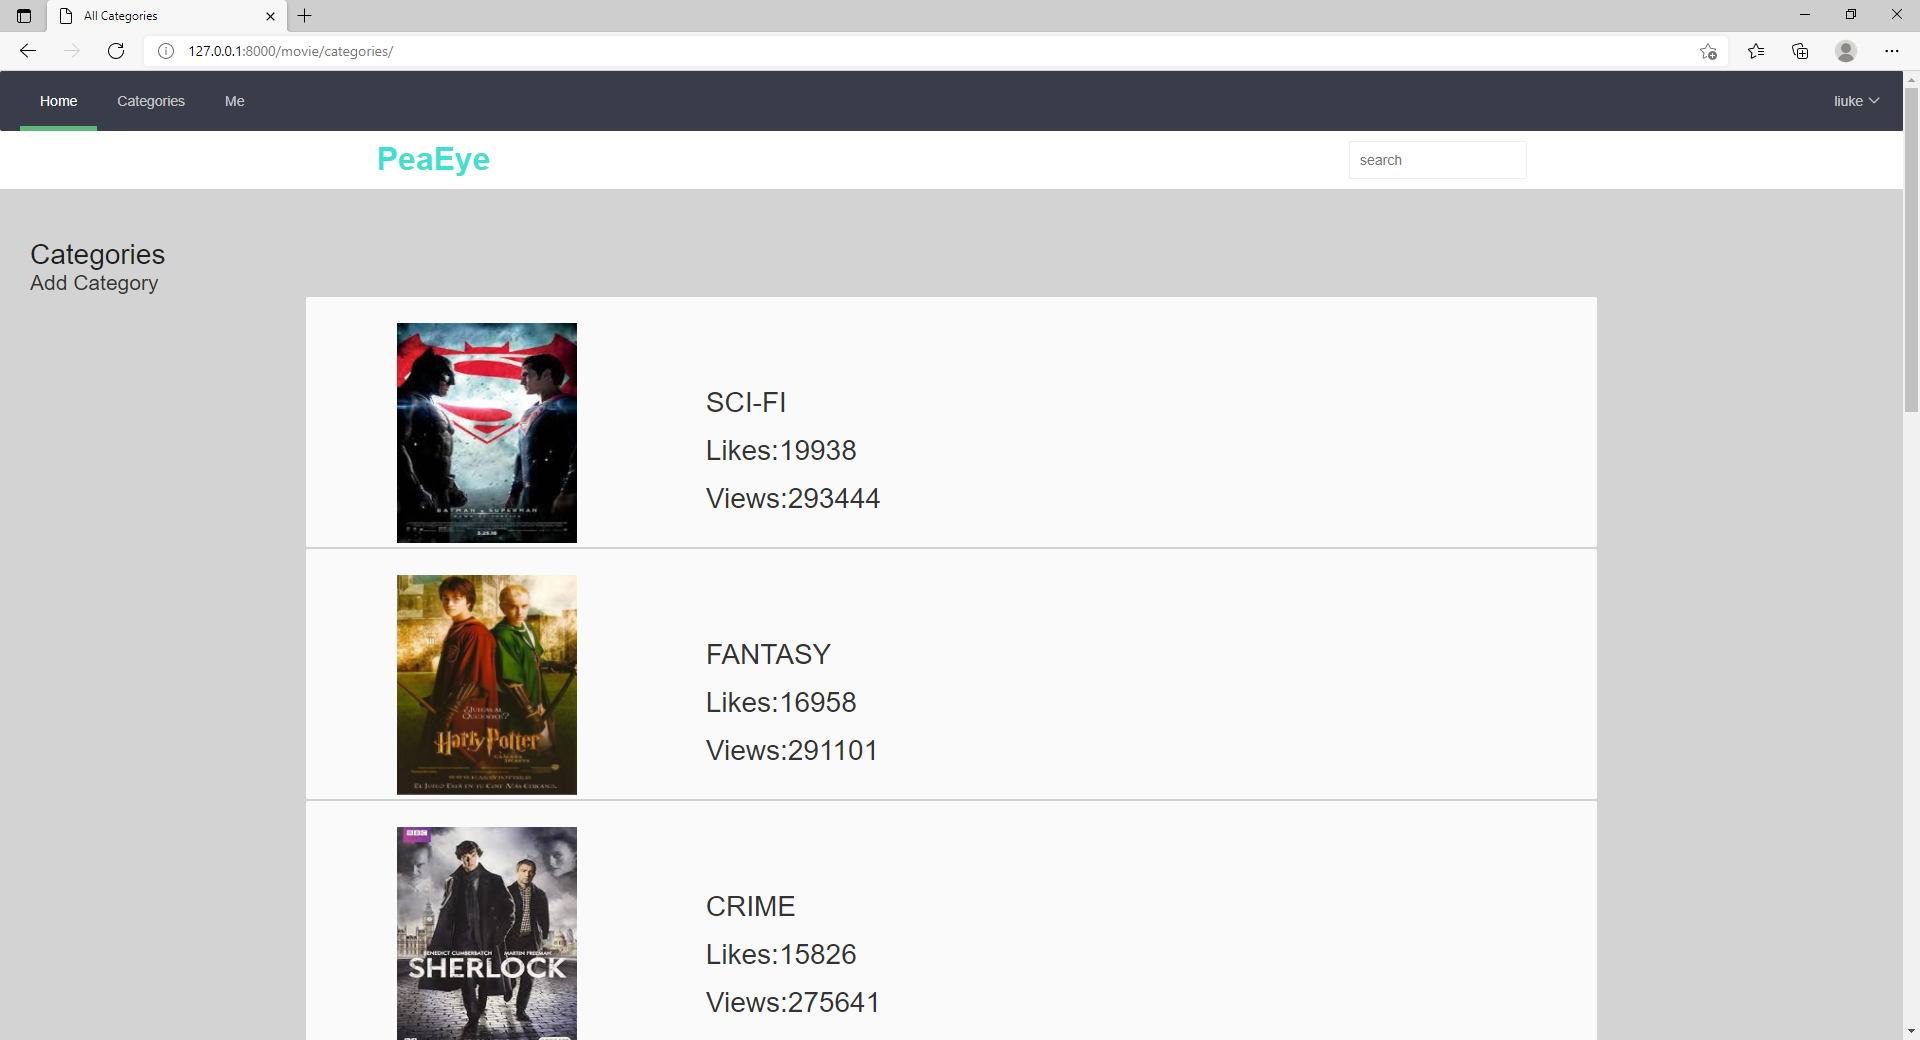 All Categories
127.0.0.1:8000/movie/categories/
Home Categories Me liuke
PeaEye search
Categories
Add Category
BATMAN v SUPERMAN
SCI-FI
Likes:19938
Views:293444
Harry Potter
FANTASY
Likes:16958
Views:291101
BBC
BENEDICT CUMBERBATCH MARTIN FREEMAN
SHERLOCK
CRIME
Likes:15826
Views:275641